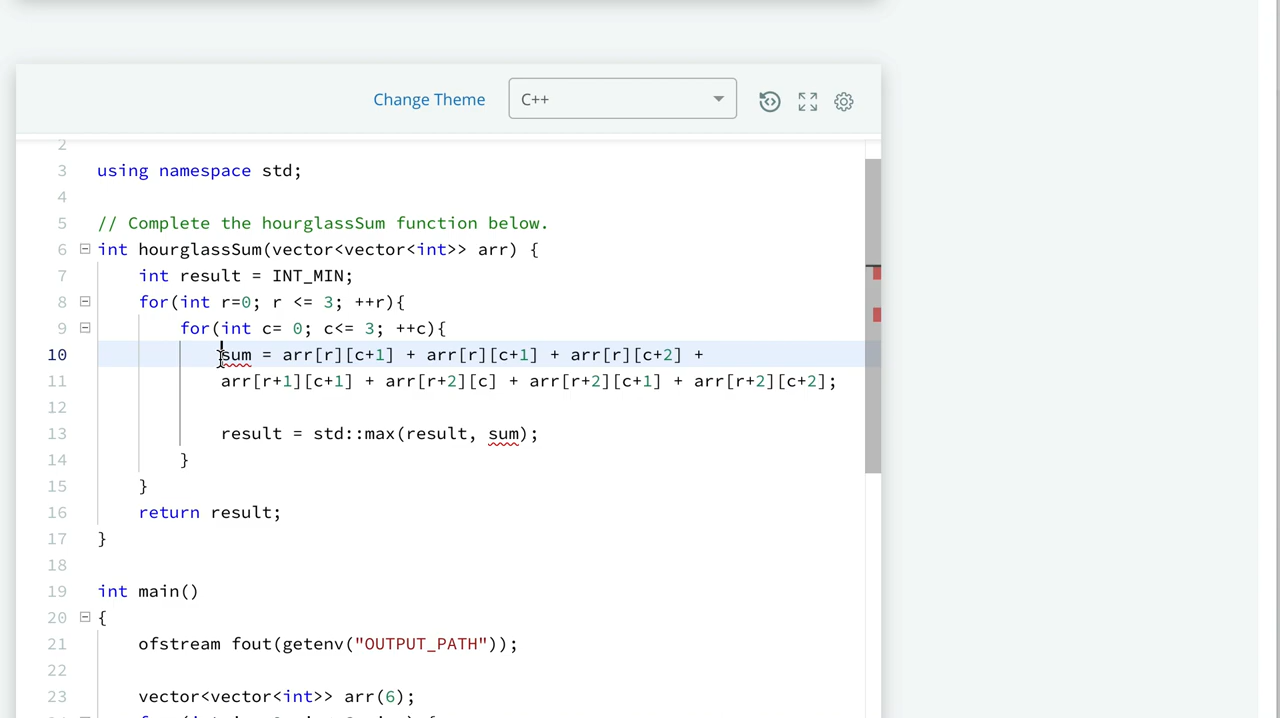 Change Theme C++
2
3 using namespace std;
4
5 // Complete the hourglassSum function below.
6 int hourglassSum(vector<vector<int>> arr) {
7 int result = INT_MIN;
8 for(int r=0; r <= 3; ++r){
9 for(int c= 0; c<= 3; ++c){
10 sum = arr[r][c+1] + arr[r][c+1] + arr[r][c+2] +
11 arr[r+1][c+1] + arr[r+2][c] + arr[r+2][c+1] + arr[r+2][c+2];
12
13 result = std::max(result, sum);
14 }
15 }
16 return result;
17 }
18
19 int main()
20 {
21 ofstream fout(getenv("OUTPUT_PATH"));
22
23 vector<vector<int>> arr(6);